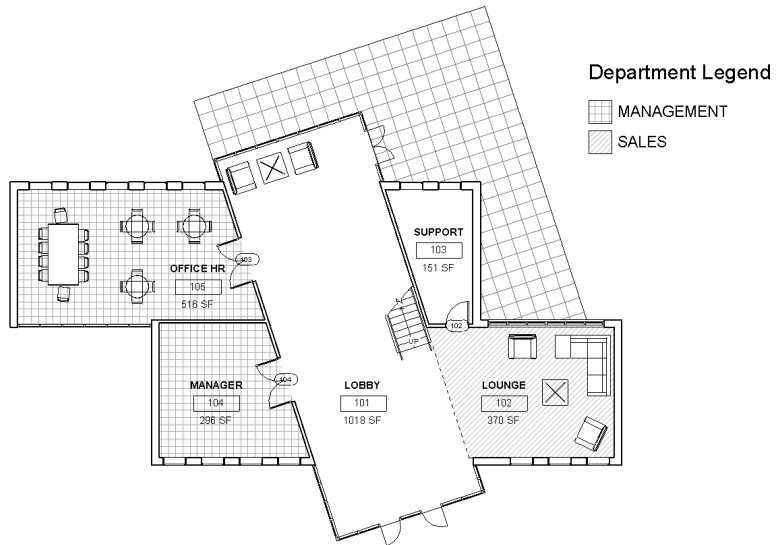 Department Legend
MANAGEMENT
SALES
SUPPORT
103
151 SF
OFFICE HR
105
516 SF
103
102
UP
MANAGER
104
296 SF
104
LOBBY
101
1018 SF
LOUNGE
102
370 SF